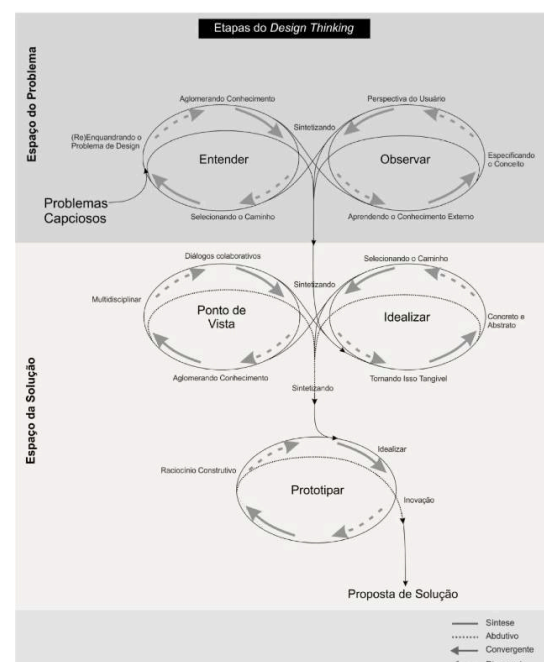 Etapas do Design Thinking
Espaço do Problema
Aglomerando Conhecimento
Perspectiva do Usuário
(Re)Enquandrando o
Problema de Design
Sintetizando
Entender
Observar
Especificando
o Conceito
Problemas
Capciosos
Selecionando o Caminho
Aprendendo o Conhecimento Externo
Espaço da Solução
Diálogos colaborativos
Selecionando o Caminho
Sintetizando
Multidisciplinar
Ponto de
Vista
Idealizar
Concreto e
Abstrato
Aglomerando Conhecimento
Tornando Isso Tangível
Sintetizando
Idealizar
Raciocínio Construtivo
Prototipar
Inovação
Proposta de Solução
Síntese
Abdutivo
Convergente